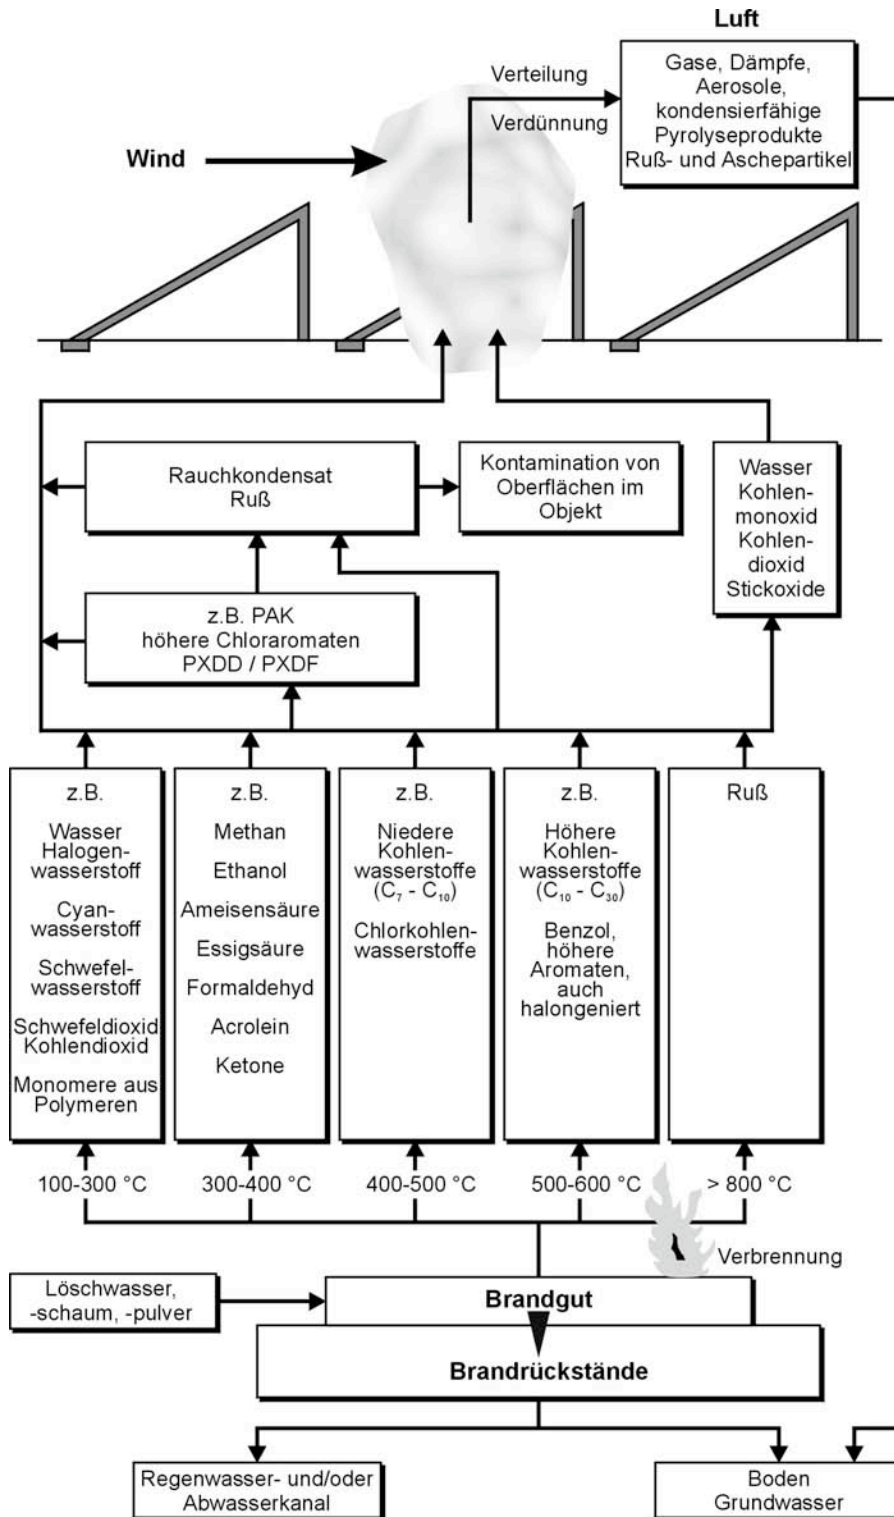 Luft
Gase, Dämpfe,
Aerosole,
kondensierfähige
Pyrolyseprodukte
Ruß- und Aschepartikel
Verteilung
Verdünnung
Wind
Rauchkondensat
Ruß
Kontamination von
Oberflächen im
Objekt
Wasser
Kohlen-
monoxid
Kohlen-
dioxid
Stickoxide
z.B. PAK
höhere Chloraromaten
PXDD / PXDF
z.B.
Wasser
Halogen-
wasserstoff
Cyan-
wasserstoff
Schwefel-
wasserstoff
Schwefeldioxid
Kohlendioxid
Monomere aus
Polymeren
z.B.
Methan
Ethanol
Ameisensäure
Essigsäure
Formaldehyd
Acrolein
Ketone
z.B.
Niedere
Kohlen-
wasserstoffe
(C₇ - C₁₀)
Chlorkohlen-
wasserstoffe
z.B.
Höhere
Kohlen-
wasserstoffe
(C₁₀ - C₃₀)
Benzol,
höhere
Aromaten,
auch
halongeniert
Ruß
100-300 °C
300-400 °C
400-500 °C
500-600 °C
> 800 °C
Verbrennung
Löschwasser,
-schaum, -pulver
Brandgut
Brandrückstände
Regenwasser- und/oder
Abwasserkanal
Boden
Grundwasser